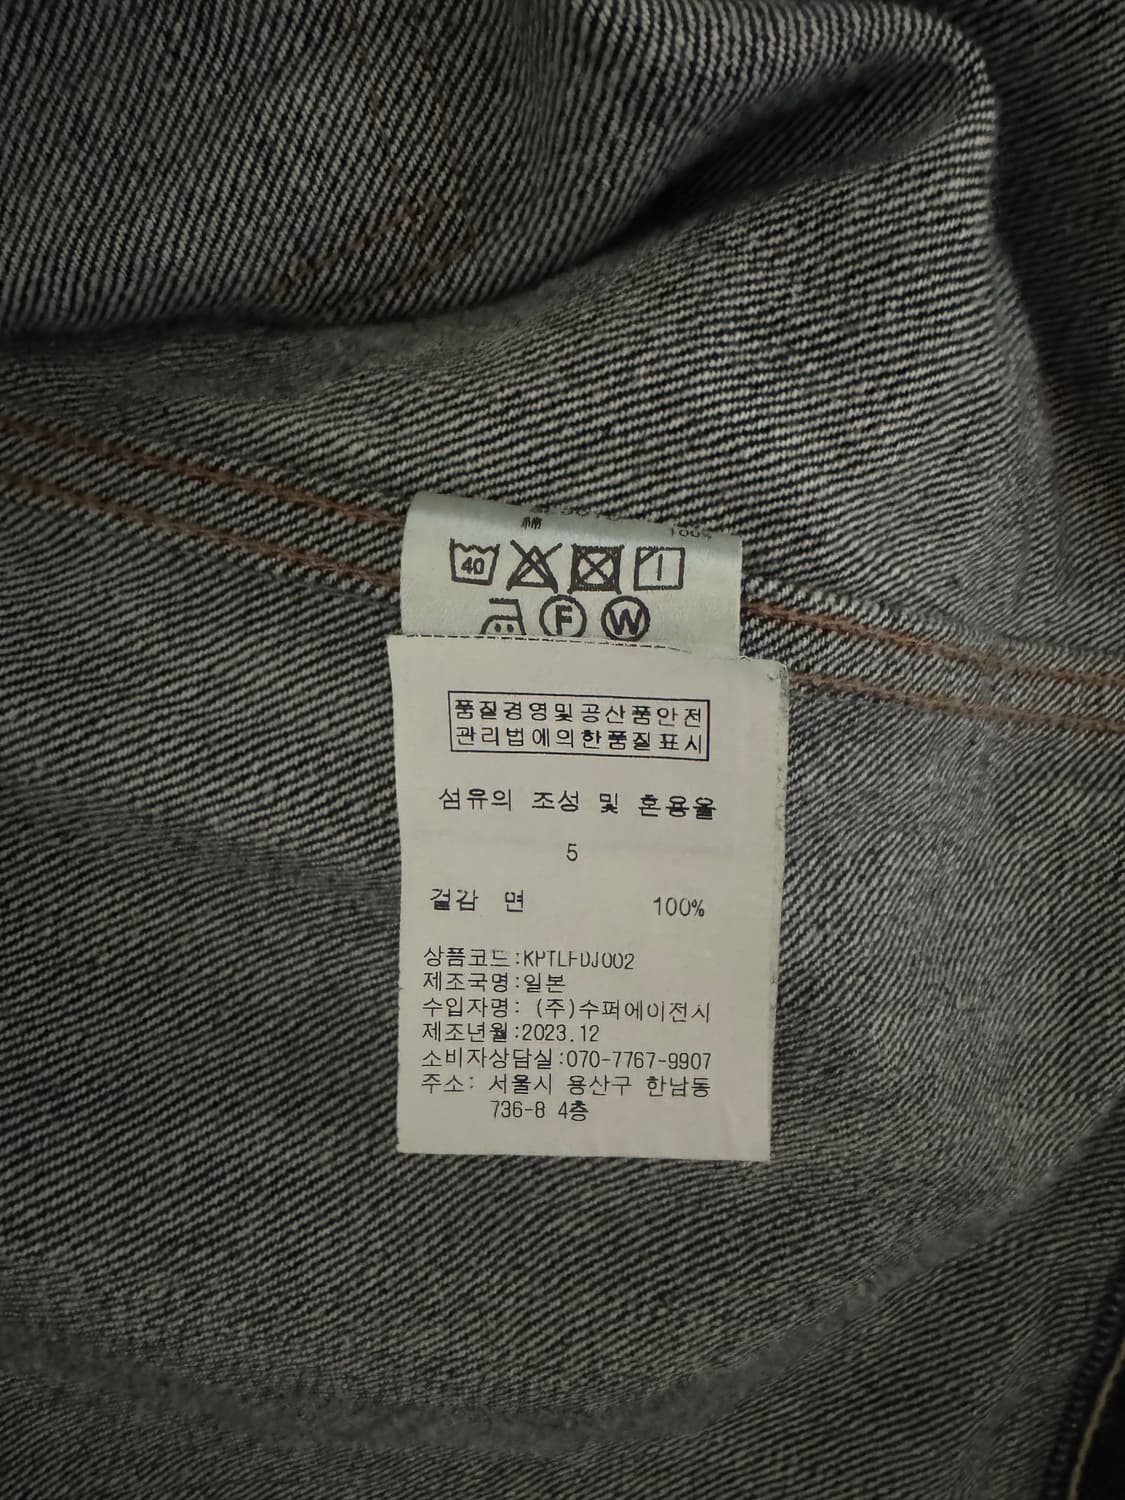 綿 100%
40
F W
품질경영및공산품안전
관리법에의한품질표시
섬유의 조성 및 혼용율
5
겉감 면 100%
상품코드:KPTLFDJ002
제조국명:일본
수입자명: (주)수퍼에이전시
제조년월:2023.12
소비자상담실:070-7767-9907
주소: 서울시 용산구 한남동
736-8 4층